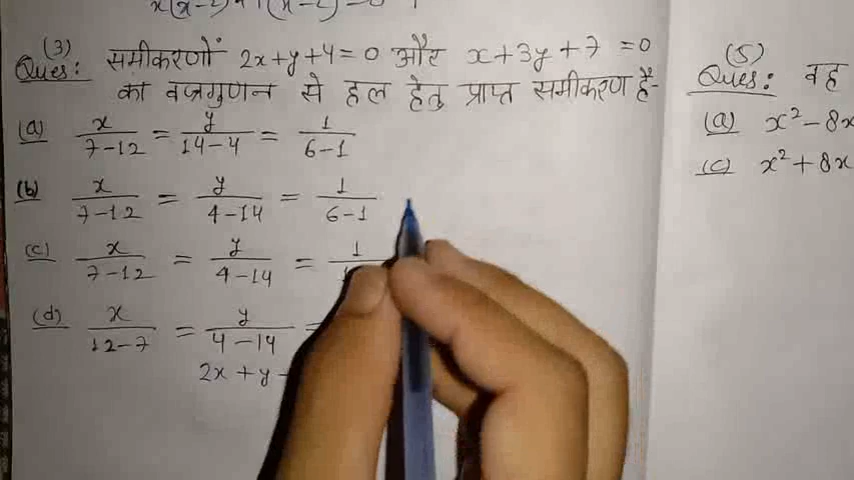 (3)
Ques: समीकरणों 2x+y+4=0 और x+3y+7=0
का वज्रगुणन से हल हेतु प्राप्त समीकरण है-
(a) x/7-12 = y/14-4 = 1/6-1
(b) x/7-12 = y/4-14 = 1/6-1
(c) x/7-12 = y/4-14 = 1
(d) x/12-7 = y/4-14 =
2x+y
(5)
Ques: वह
(a) x²-8x
(c) x²+8x